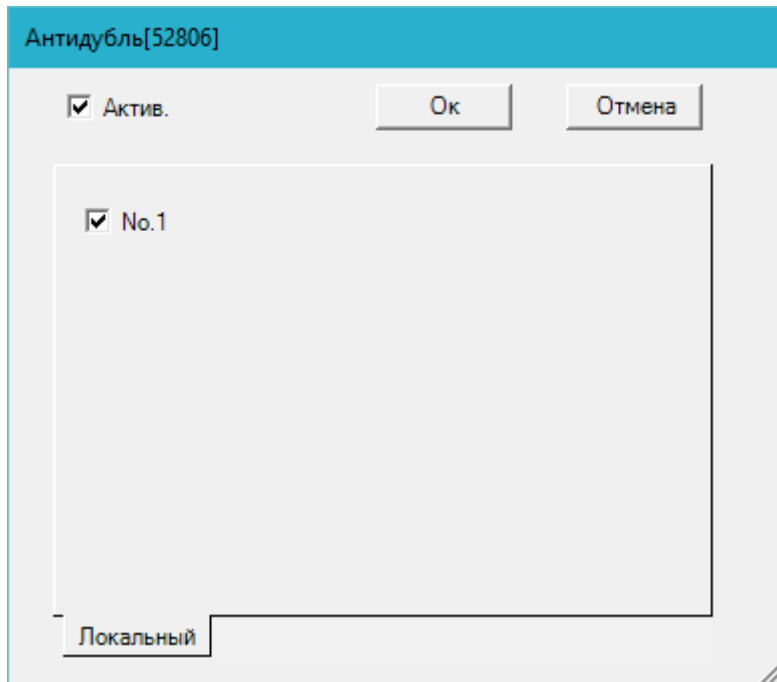 Антидубль[52806]
Актив.
Ок
Отмена
No.1
Локальный